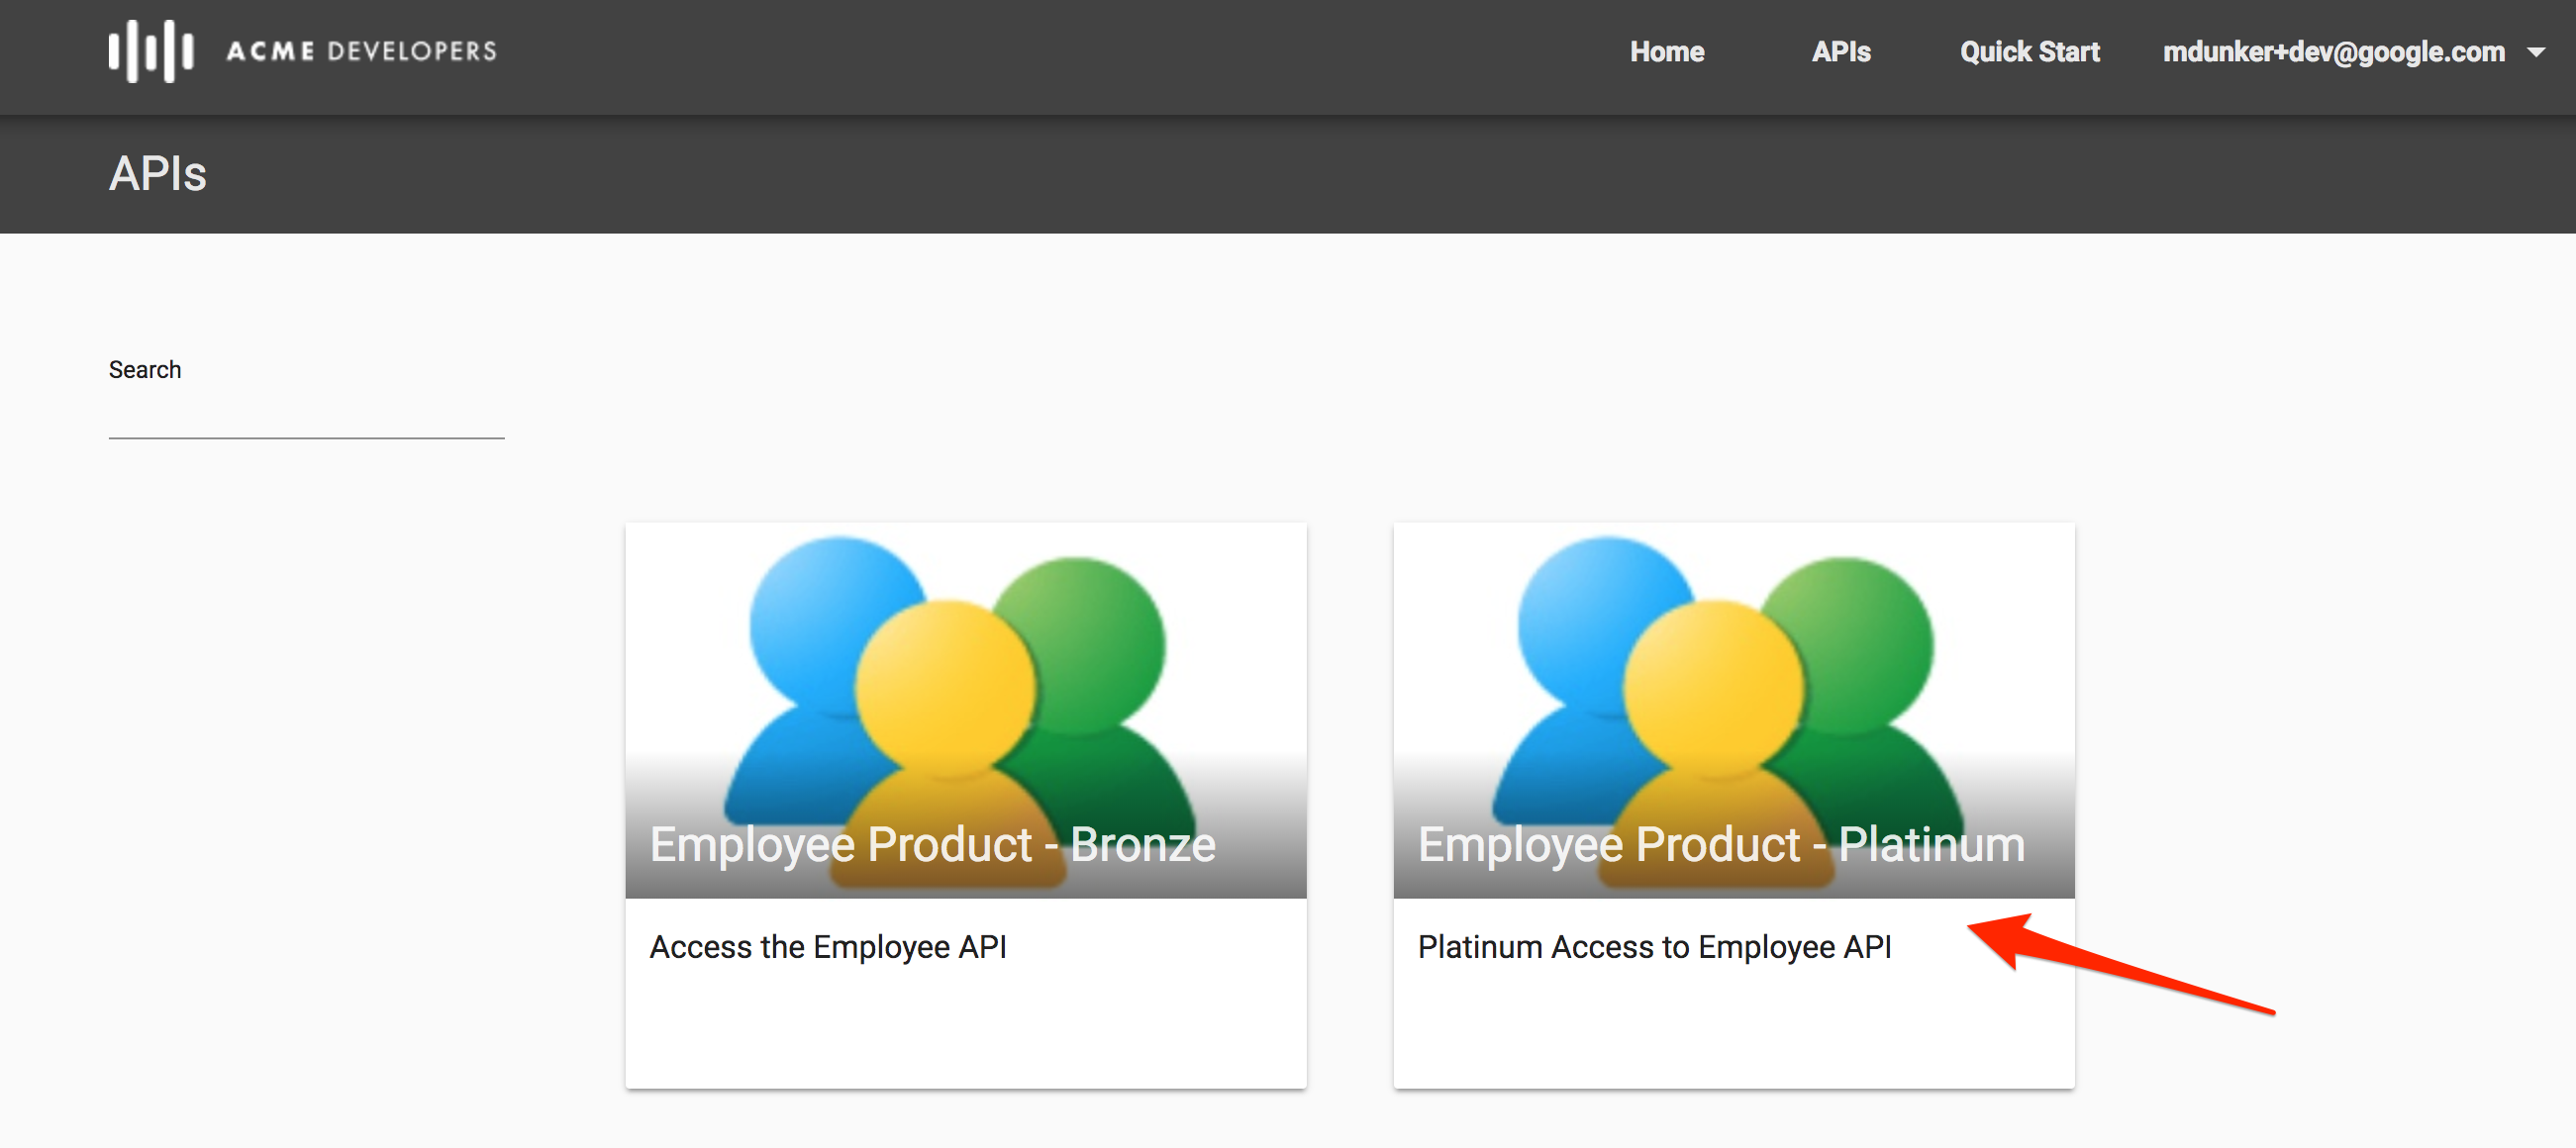 ACME DEVELOPERS
Home
APIs
Quick Start
mdunker+dev@google.com
APIs
Search
Employee Product - Bronze
Access the Employee API
Employee Product - Platinum
Platinum Access to Employee API